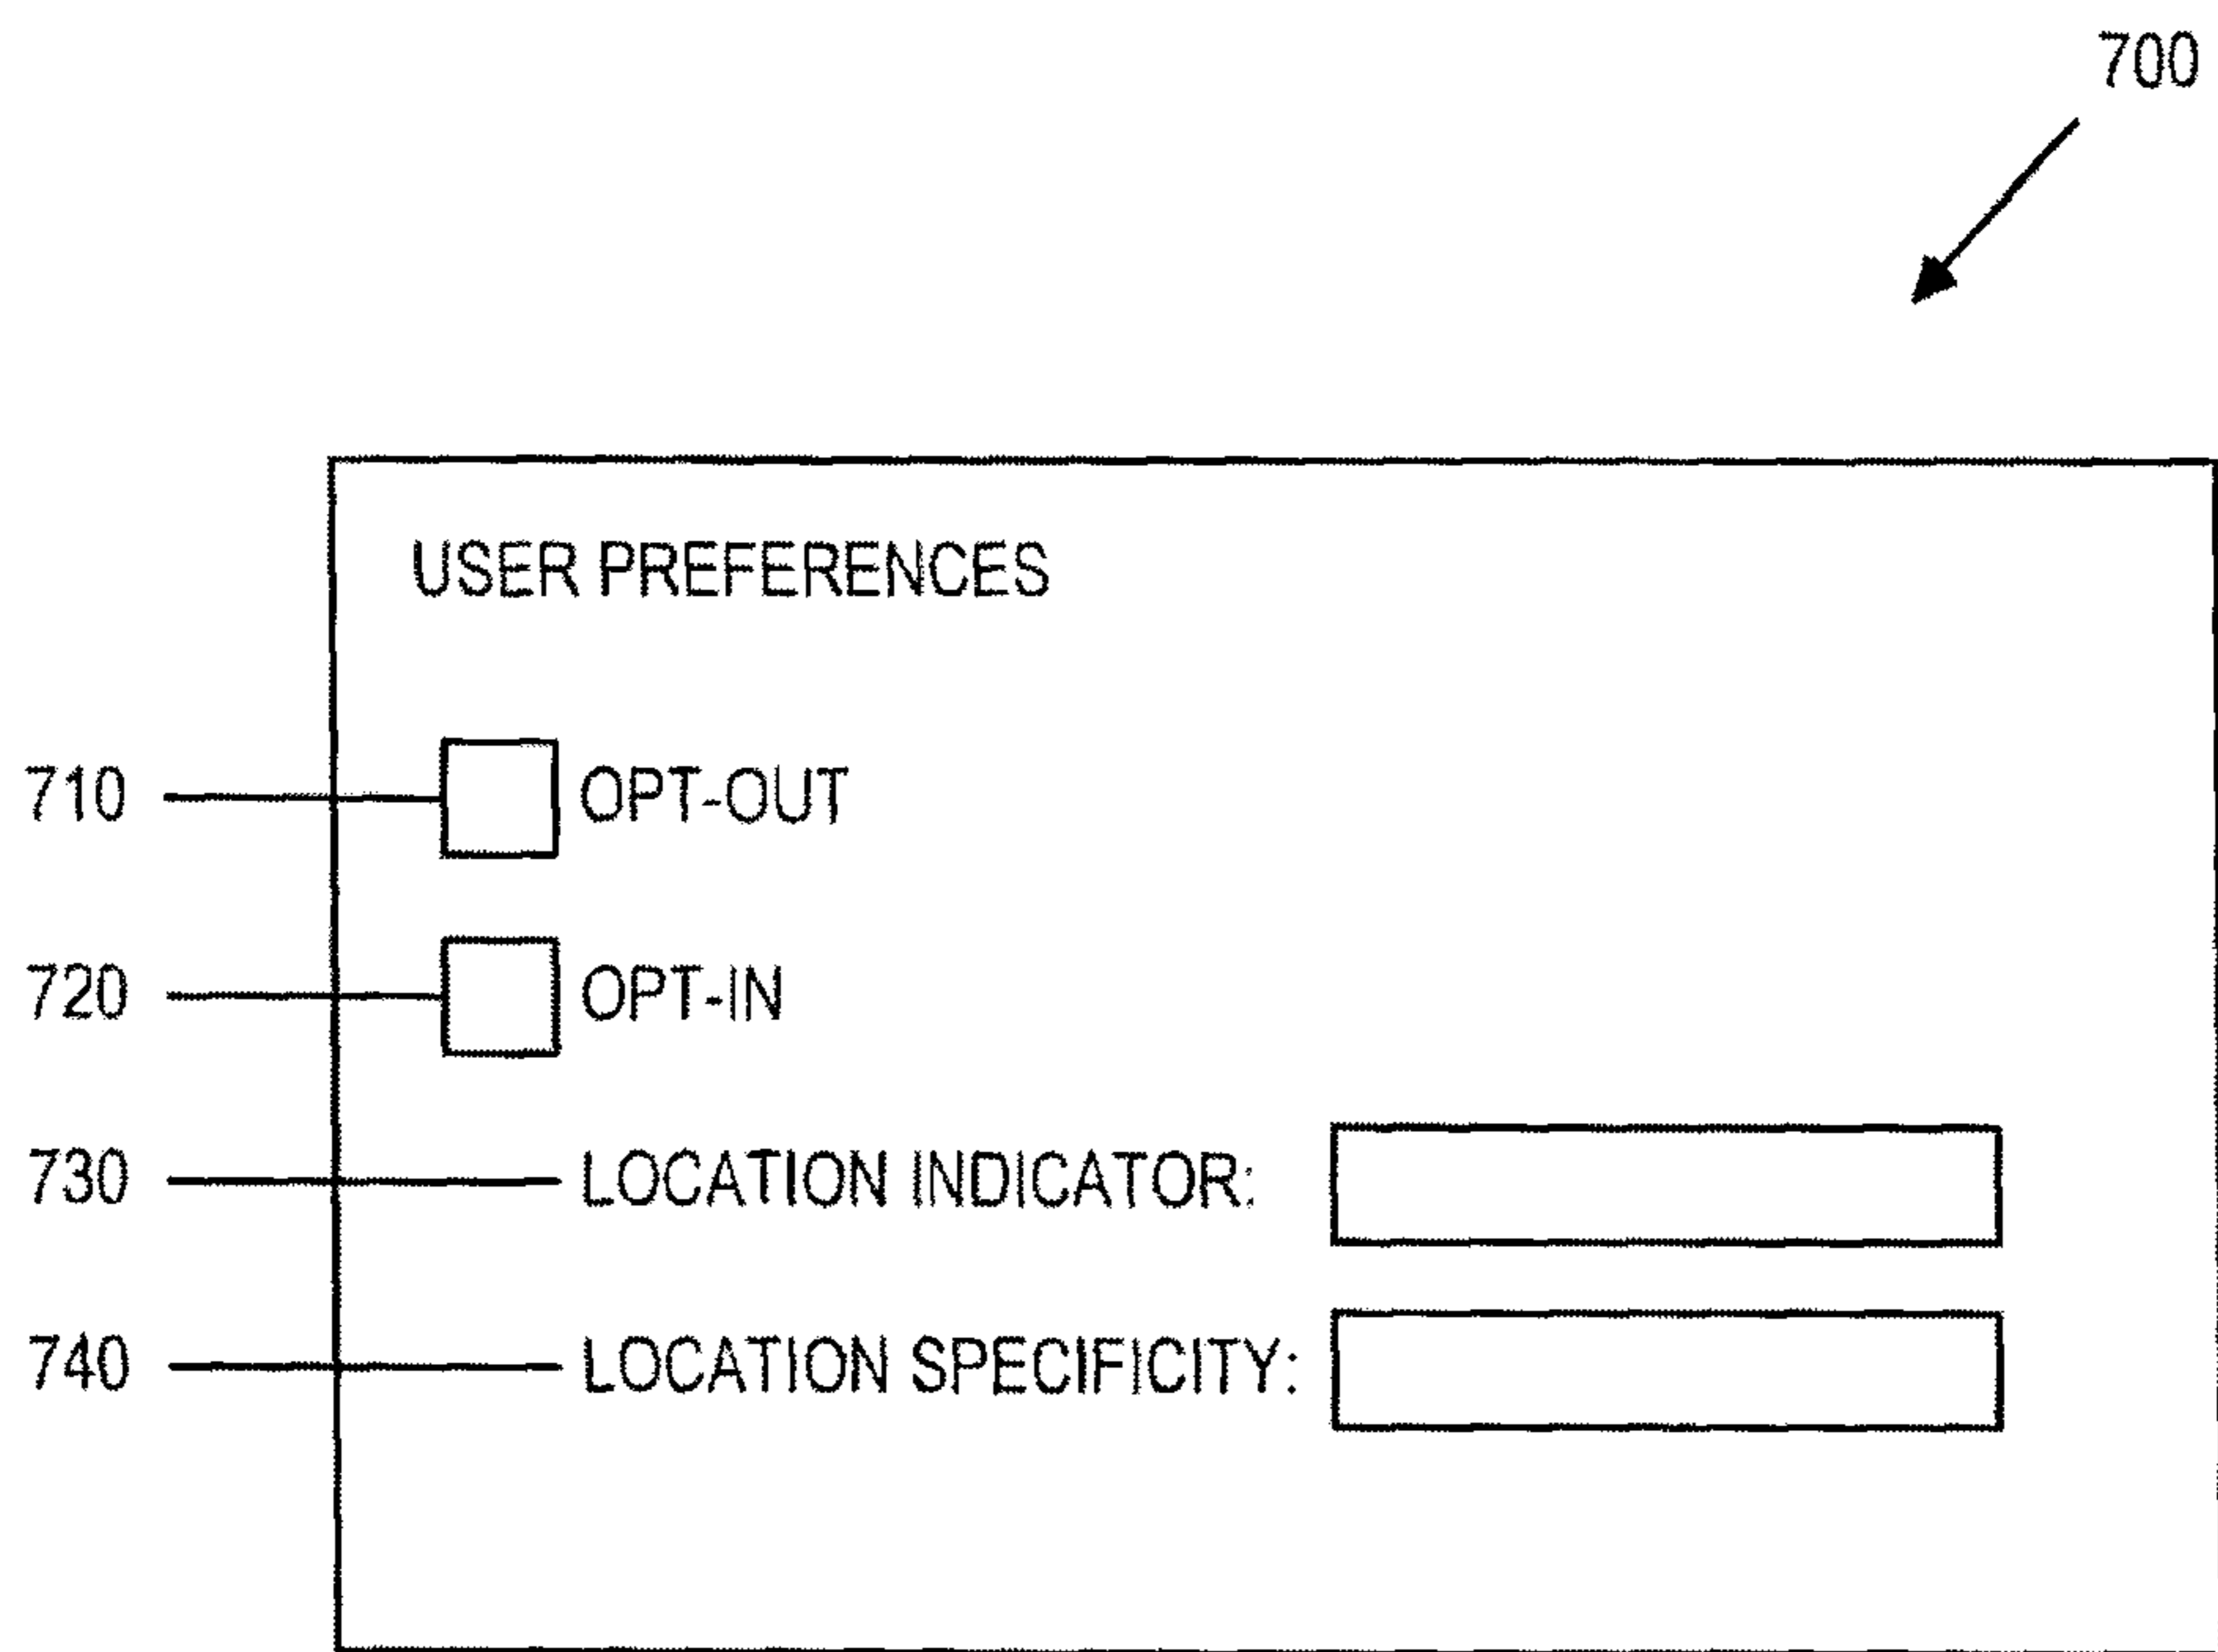 700
USER PREFERENCES
710 OPT-OUT
720 OPT-IN
730 LOCATION INDICATOR:
740 LOCATION SPECIFICITY: